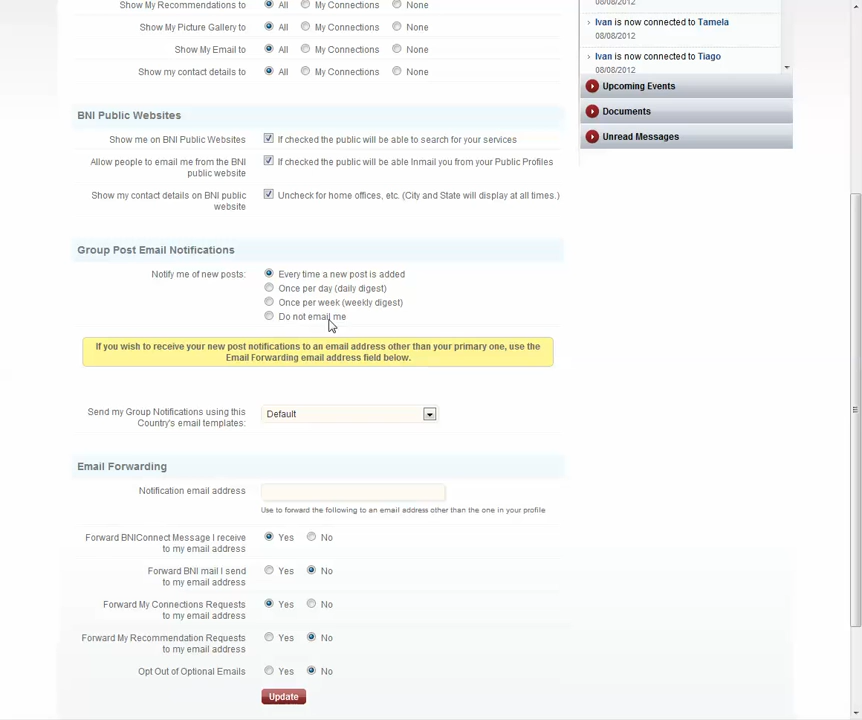 Show My Recommendations to All My Connections None
Show My Picture Gallery to All My Connections None
Show My Email to All My Connections None
Show my contact details to All My Connections None
BNI Public Websites
Show me on BNI Public Websites If checked the public will be able to search for your services
Allow people to email me from the BNI If checked the public will be able Inmail you from your Public Profiles
public website
Show my contact details on BNI public Uncheck for home offices, etc. (City and State will display at all times.)
website
Group Post Email Notifications
Notify me of new posts: Every time a new post is added
Once per day (daily digest)
Once per week (weekly digest)
Do not email me
If you wish to receive your new post notifications to an email address other than your primary one, use the
Email Forwarding email address field below.
Send my Group Notifications using this Default
Country's email templates:
Email Forwarding
Notification email address
Use to forward the following to an email address other than the one in your profile
Forward BNIConnect Message I receive Yes No
to my email address
Forward BNI mail I send Yes No
to my email address
Forward My Connections Requests Yes No
to my email address
Forward My Recommendation Requests Yes No
to my email address
Opt Out of Optional Emails Yes No
Update
08/08/2012
Ivan is now connected to Tamela
08/08/2012
Ivan is now connected to Tiago
08/08/2012
Upcoming Events
Documents
Unread Messages